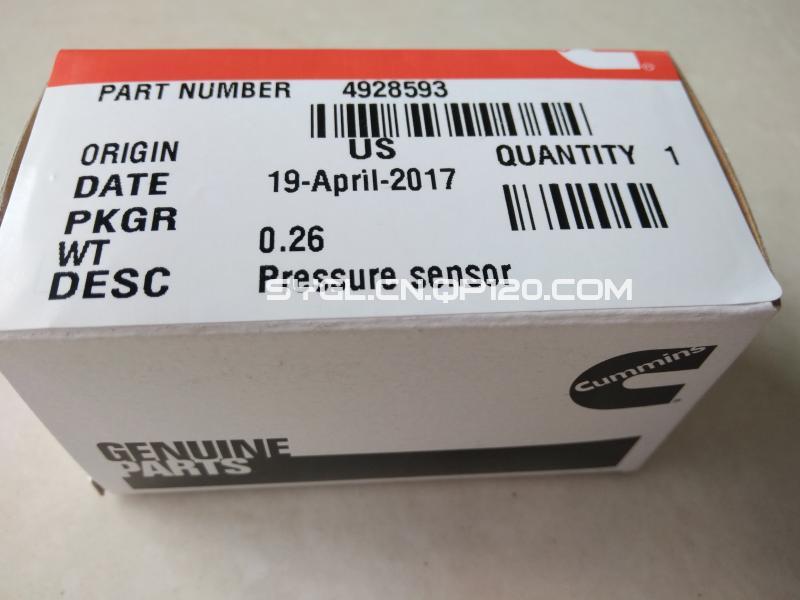 PART NUMBER 4928593
ORIGIN US QUANTITY 1
DATE 19-April-2017
PKGR
WT 0.26
DESC Pressure sensor
SYGL.CN.QP120.COM
Cummins
GENUINE
PARTS